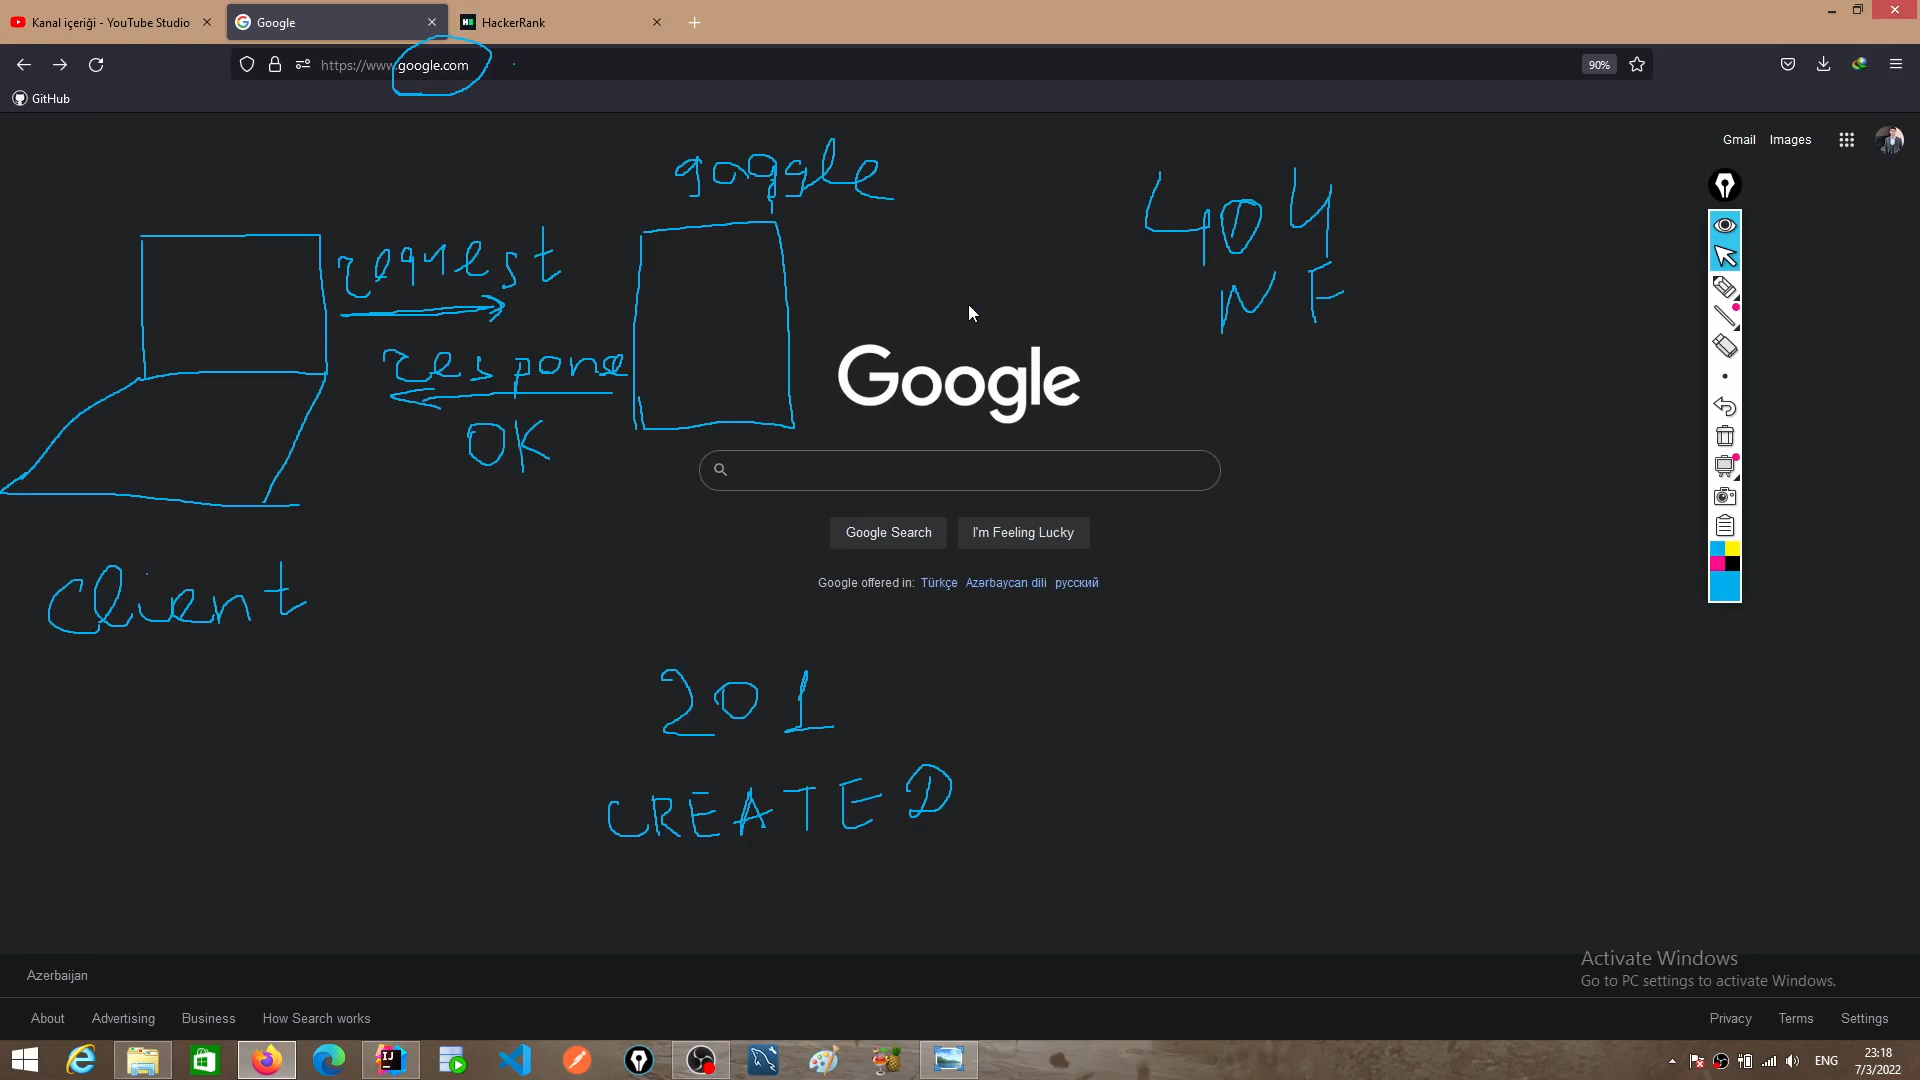 Kanal içeriği - YouTube Studio
Google
HackerRank
https://www.google.com
90%
GitHub
Gmail Images
google
404
N F
request
response
OK
Google
Google Search I'm Feeling Lucky
Google offered in: Türkçe Azərbaycan dili русский
Client
201
CREATED
Activate Windows
Go to PC settings to activate Windows.
Azerbaijan
About Advertising Business How Search works
Privacy Terms Settings
ENG
23:18
7/3/2022